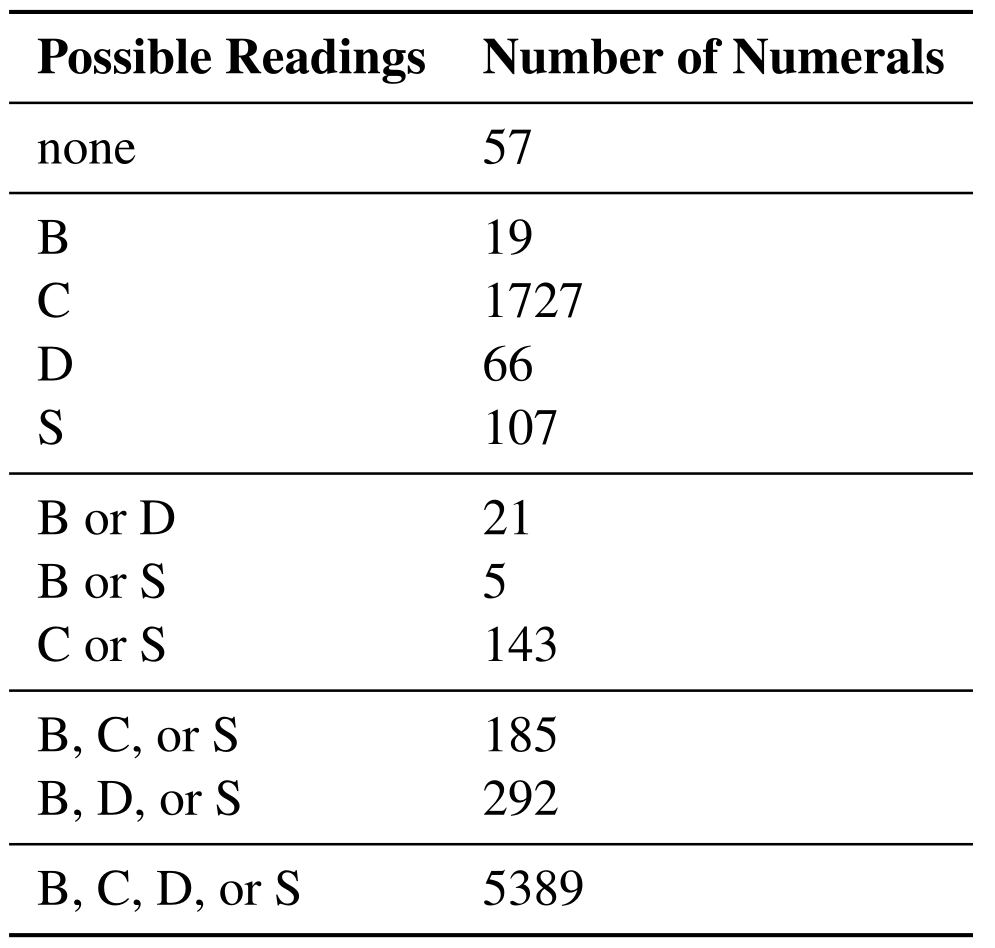 Possible Readings Number of Numerals
none 57
B 19
C 1727
D 66
S 107
B or D 21
B or S 5
C or S 143
B, C, or S 185
B, D, or S 292
B, C, D, or S 5389